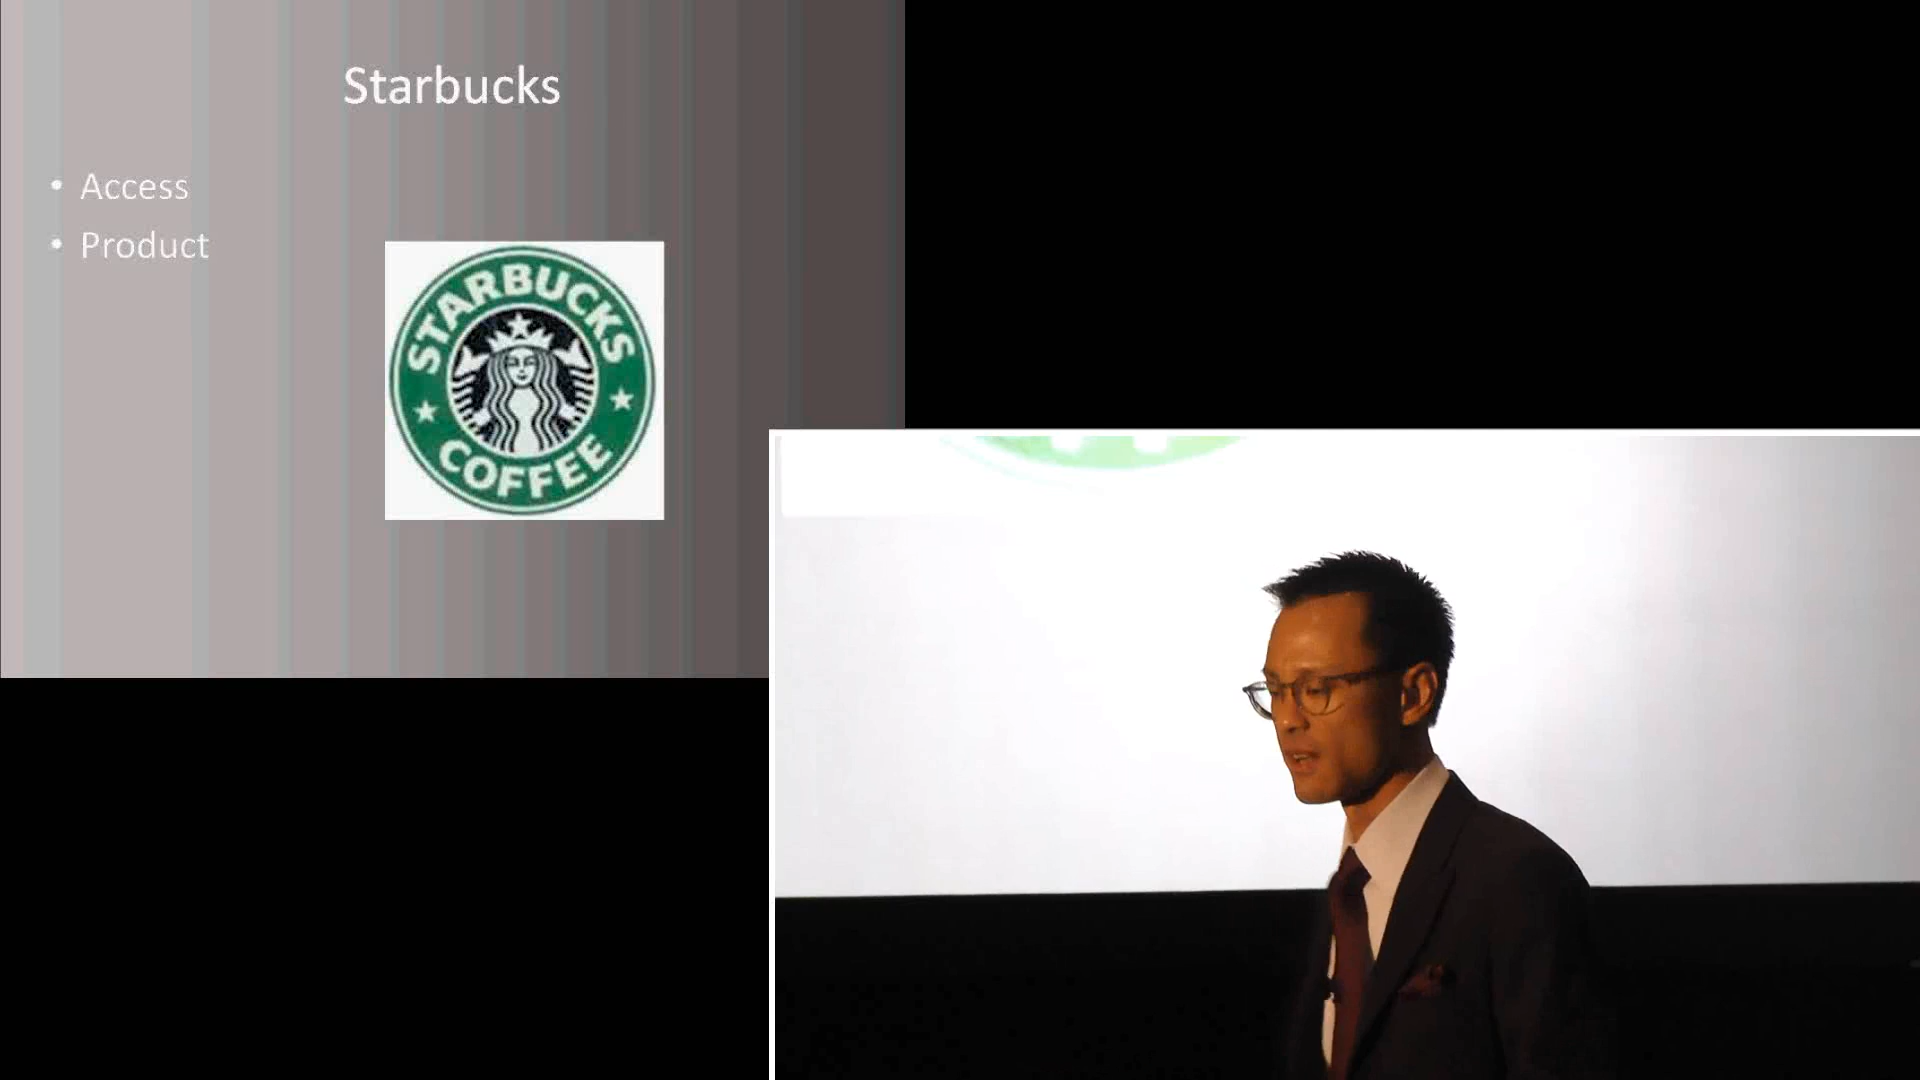 Starbucks
• Access
• Product
STARBUCKS
COFFEE